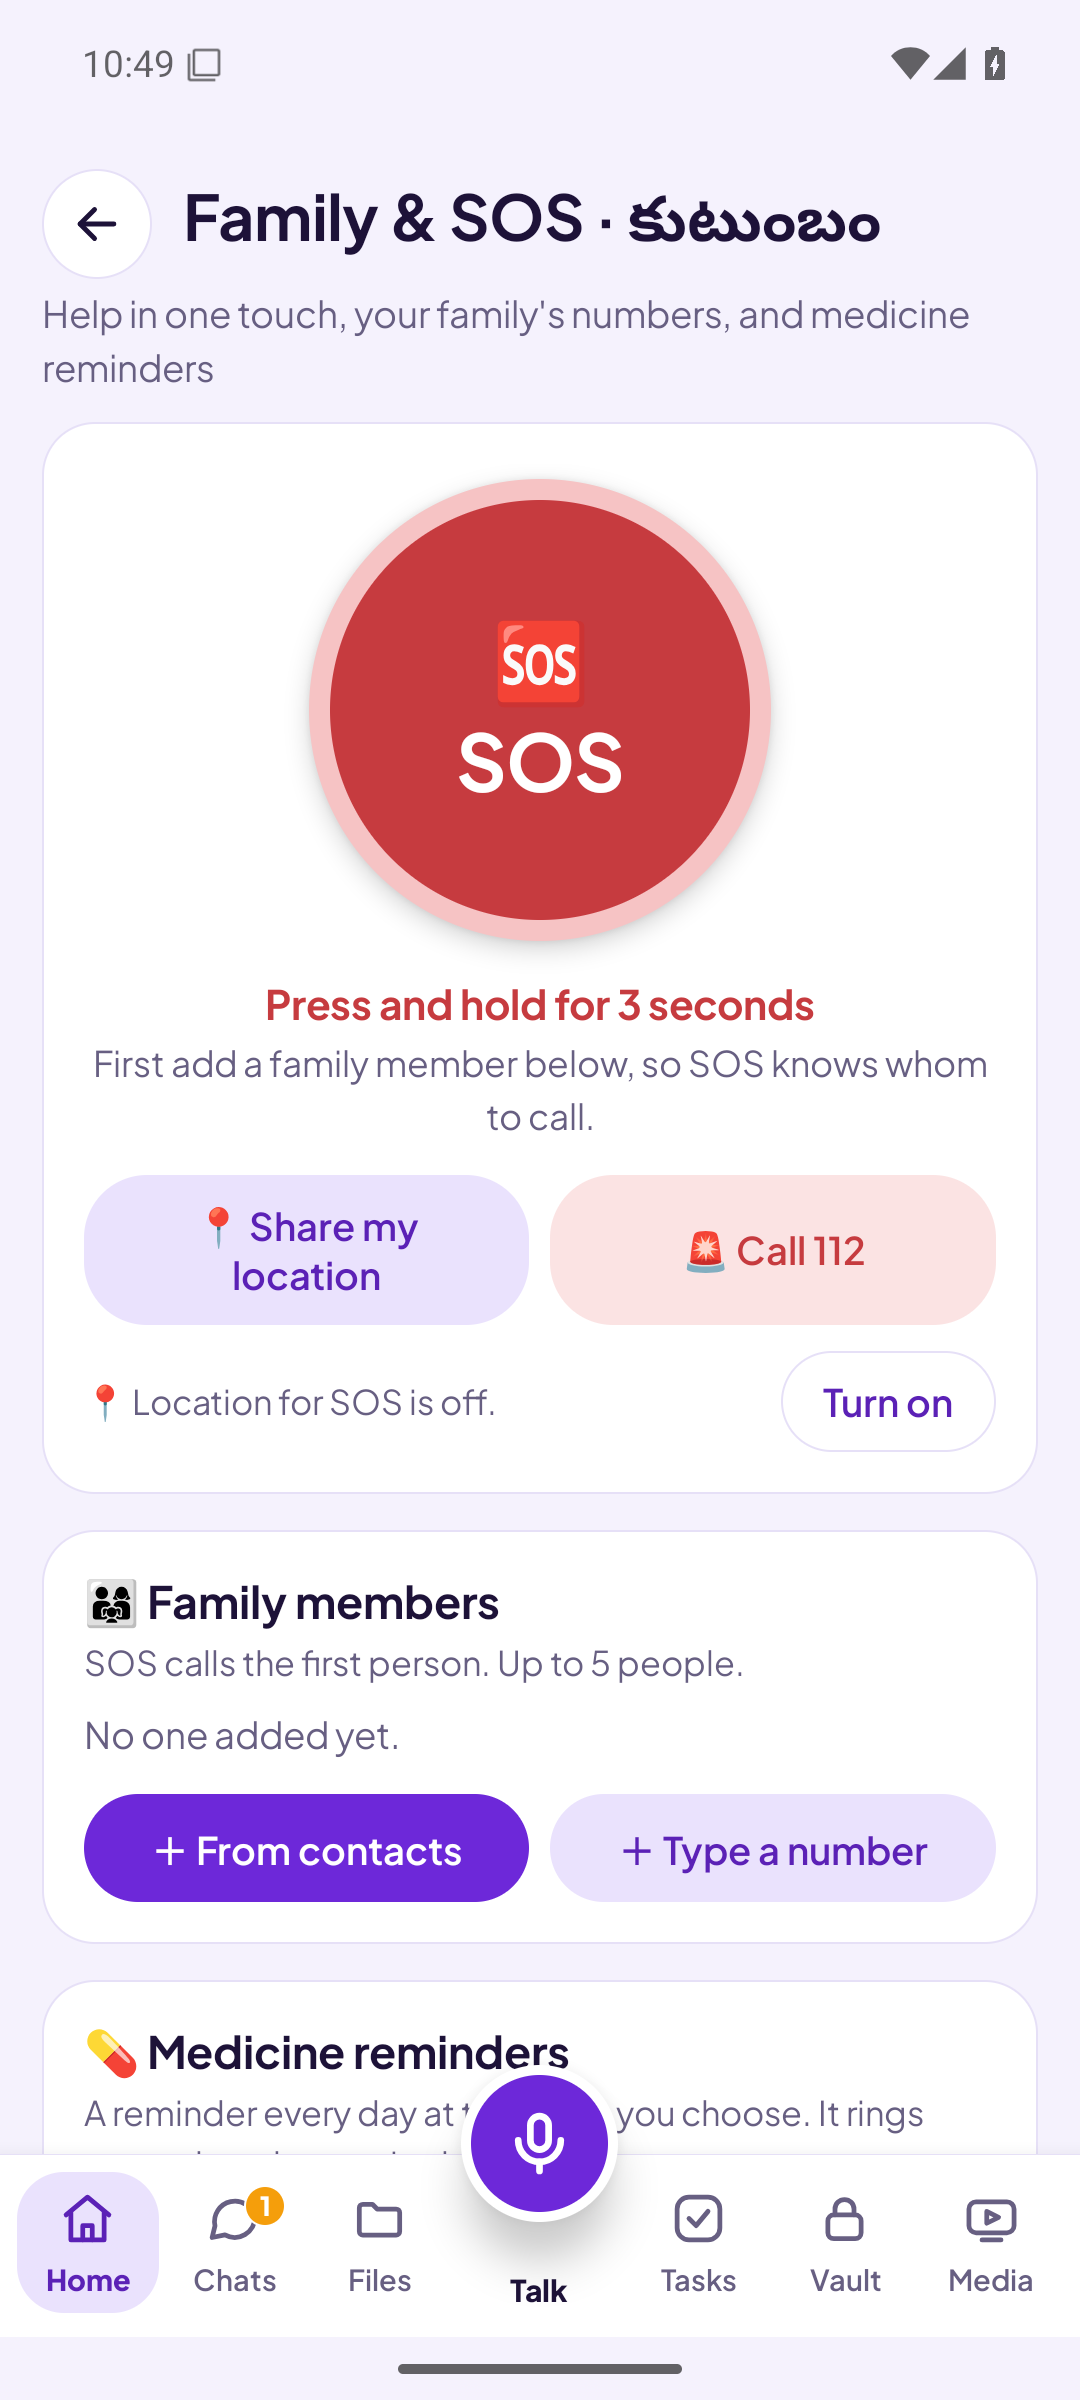 10:49
Family & SOS · కుటుంబం
Help in one touch, your family's numbers, and medicine
reminders
SOS
SOS
Press and hold for 3 seconds
First add a family member below, so SOS knows whom
to call.
Share my
location
Call 112
Location for SOS is off.
Turn on
Family members
SOS calls the first person. Up to 5 people.
No one added yet.
+ From contacts
+ Type a number
Medicine reminders
A reminder every day at
you choose. It rings
1
Home
Chats
Files
Talk
Tasks
Vault
Media